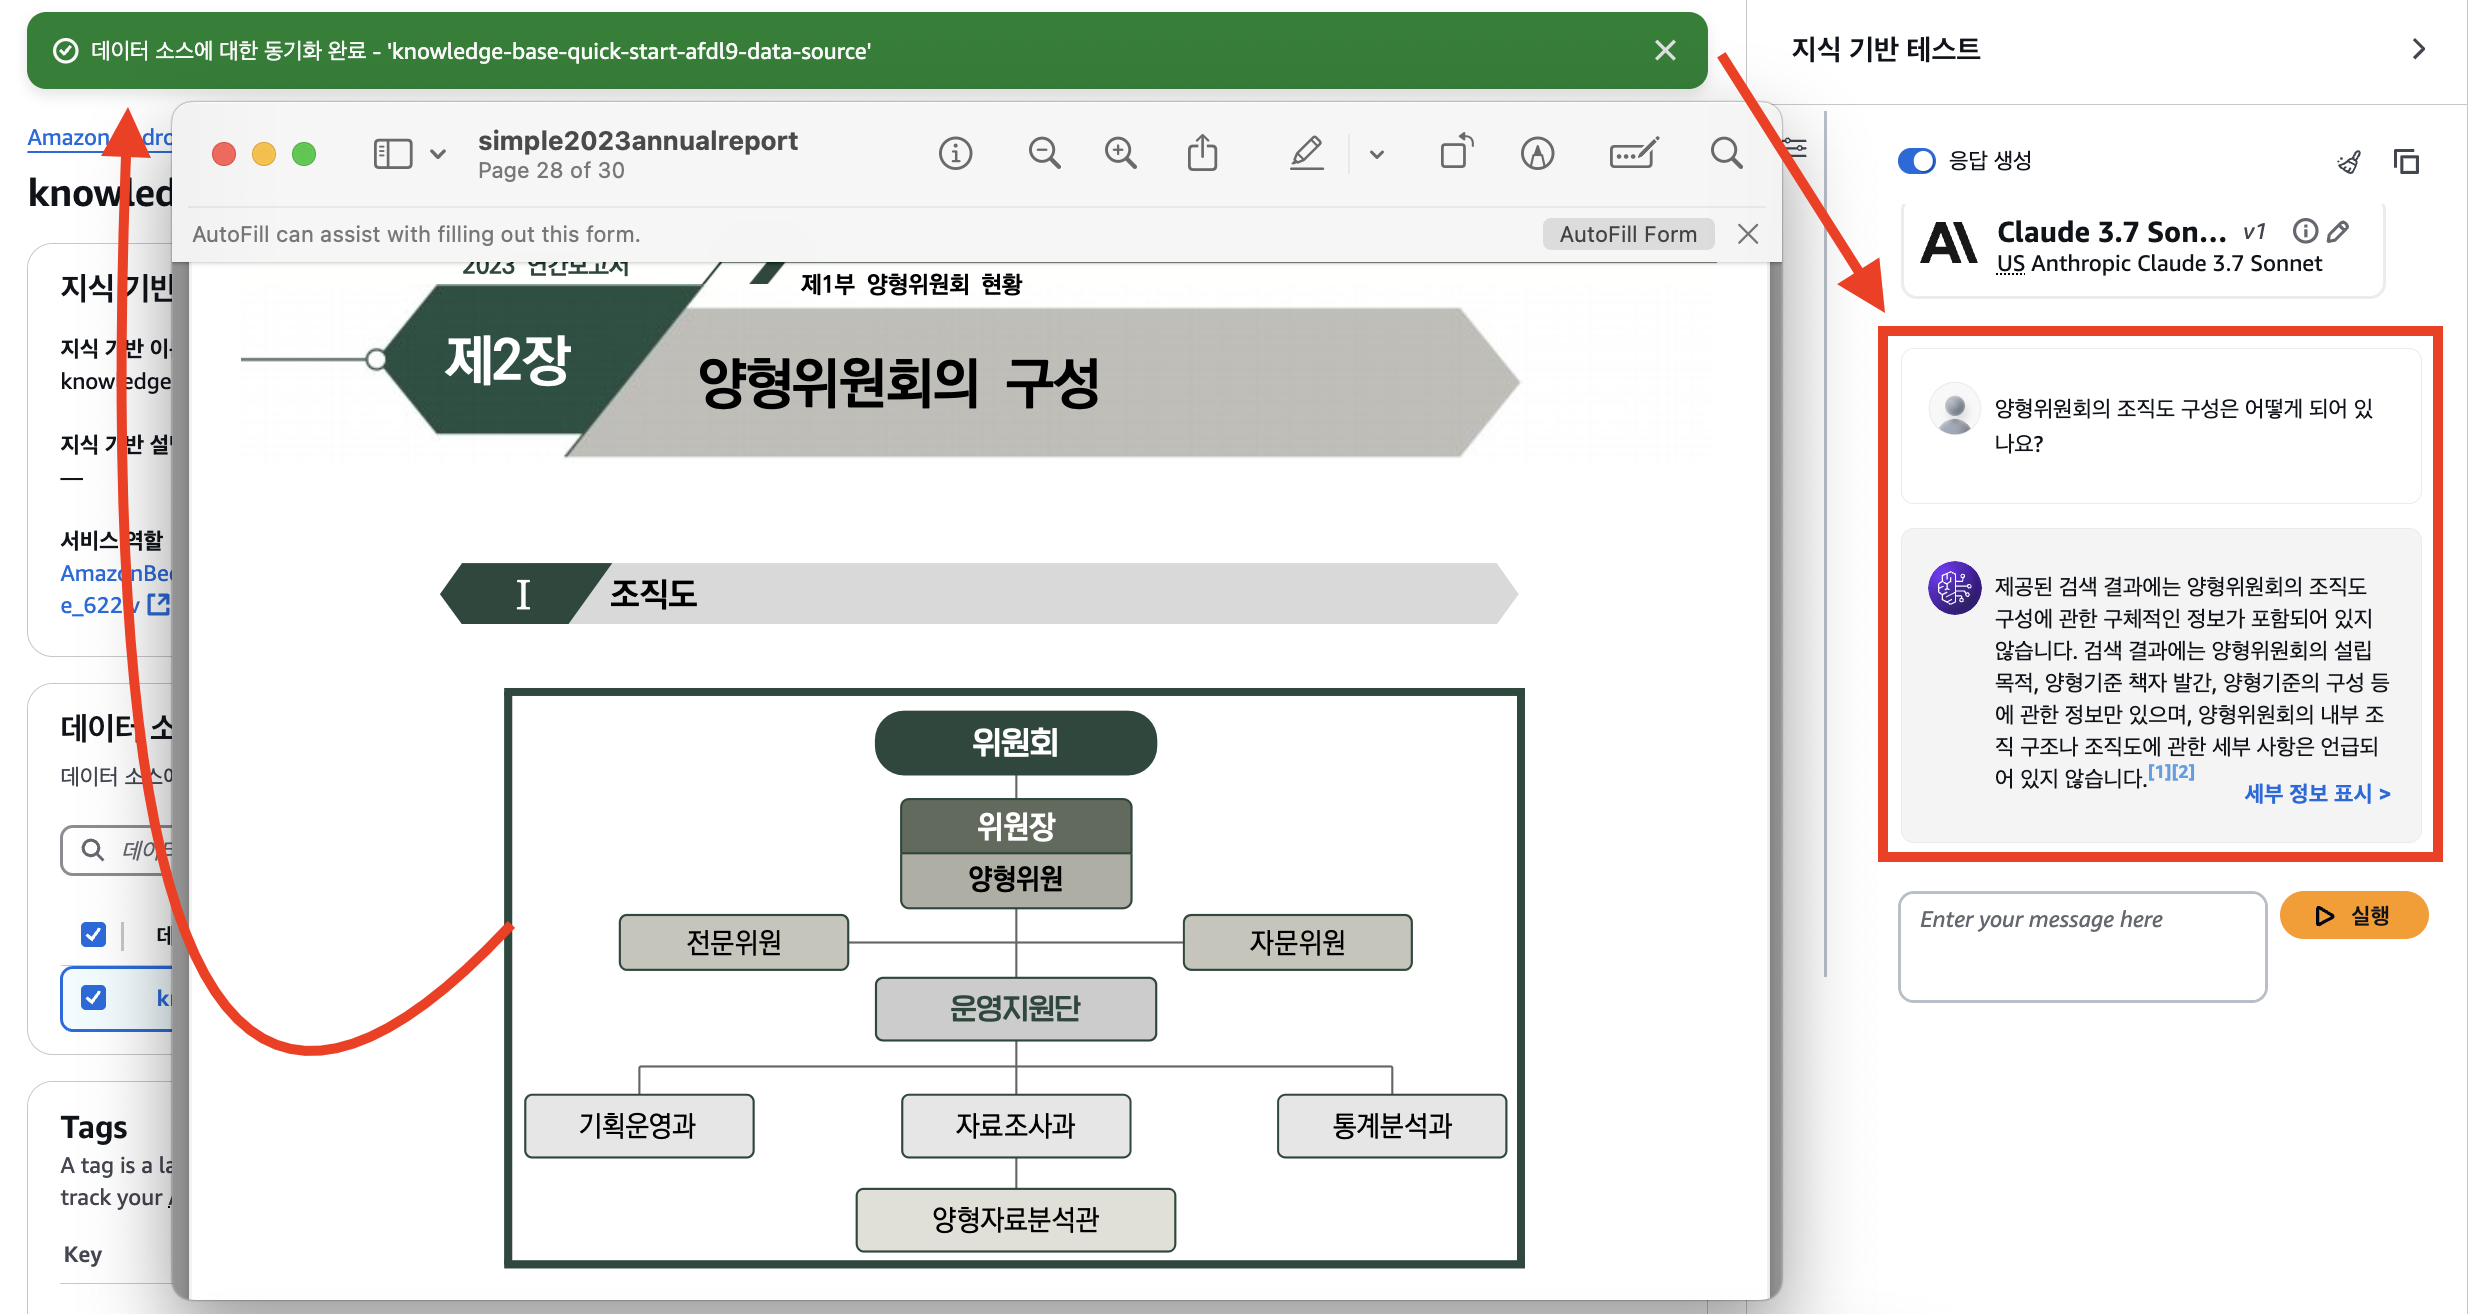 데이터 소스에 대한 동기화 완료 - 'knowledge-base-quick-start-afdl9-data-source'
Amazon
knowled
지식 기반
지식 기반
knowledge
지식 기반
—
서비스 역할
데이터 소
데이터 소스에
데이터
Tags
A tag is a la
track your
Key
simple2023annualreport
Page 28 of 30
AutoFill can assist with filling out this form.
AutoFill Form
2023 연간보고서
제1부 양형위원회 현황
제2장
양형위원회의 구성
I 조직도
위원회
위원장
양형위원
전문위원
자문위원
운영지원단
기획운영과
자료조사과
통계분석과
양형자료분석관
지식 기반 테스트
응답 생성
Claude 3.7 Son... v1
US Anthropic Claude 3.7 Sonnet
양형위원회의 조직도 구성은 어떻게 되어 있
나요?
제공된 검색 결과에는 양형위원회의 조직도
구성에 관한 구체적인 정보가 포함되어 있지
않습니다. 검색 결과에는 양형위원회의 설립
목적, 양형기준 책자 발간, 양형기준의 구성 등
에 관한 정보만 있으며, 양형위원회의 내부 조
직 구조나 조직도에 관한 세부 사항은 언급되
어 있지 않습니다.[1][2]
세부 정보 표시 >
Enter your message here
실행